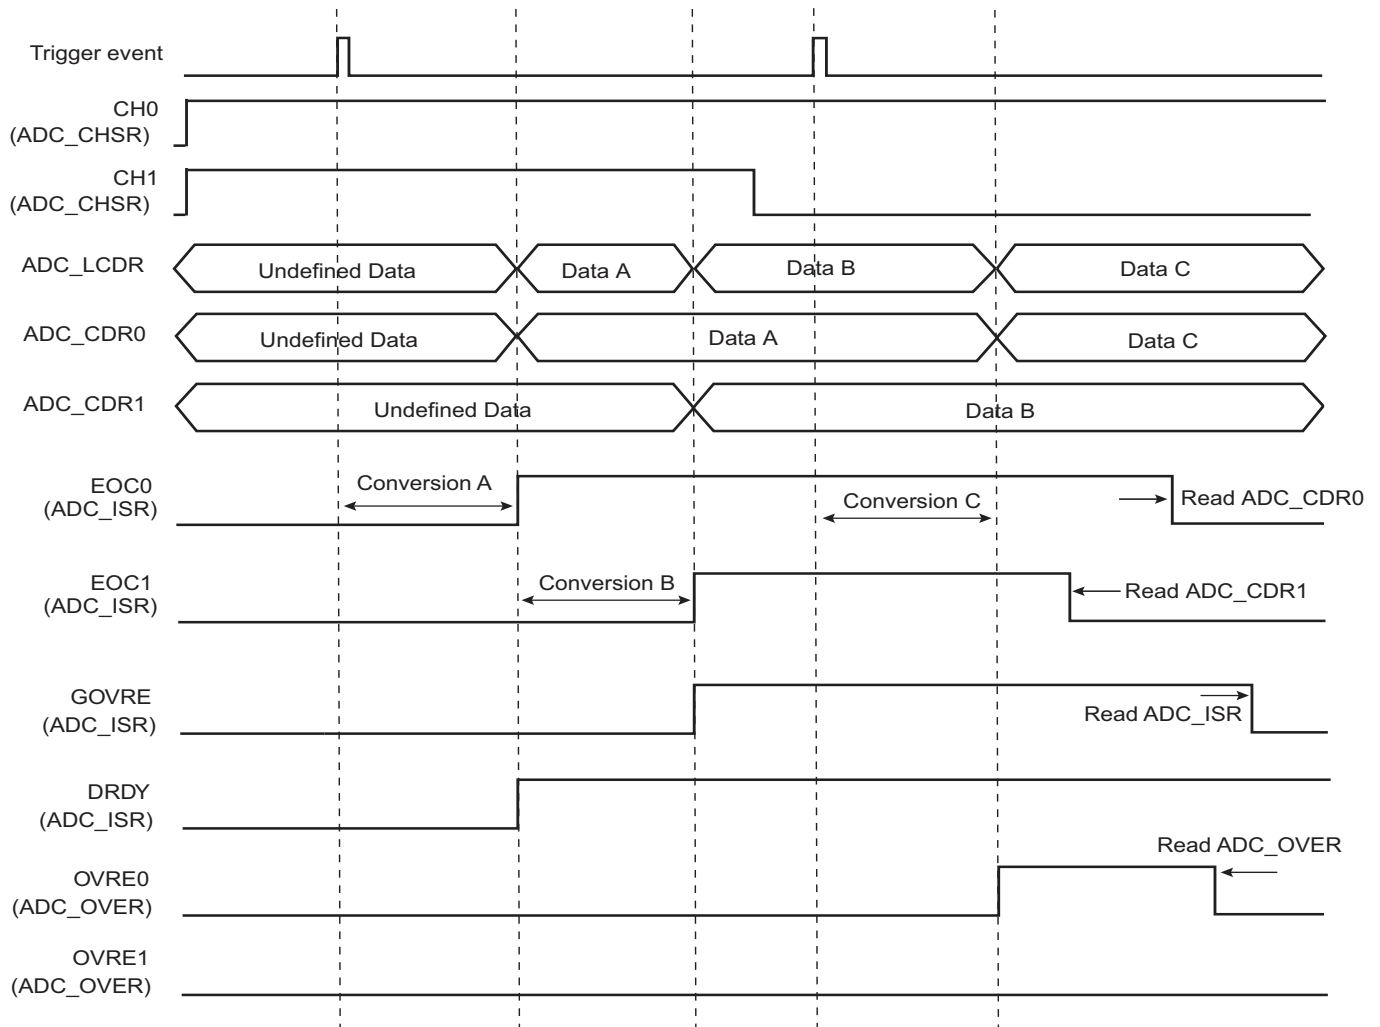 Trigger event
CH0
(ADC_CHSR)
CH1
(ADC_CHSR)
ADC_LCDR
Undefined Data
Data A
Data B
Data C
ADC_CDR0
Undefined Data
Data A
Data C
ADC_CDR1
Undefined Data
Data B
EOC0
(ADC_ISR)
Conversion A
Conversion C
Read ADC_CDR0
EOC1
(ADC_ISR)
Conversion B
Read ADC_CDR1
GOVRE
(ADC_ISR)
Read ADC_ISR
DRDY
(ADC_ISR)
Read ADC_OVER
OVRE0
(ADC_OVER)
OVRE1
(ADC_OVER)